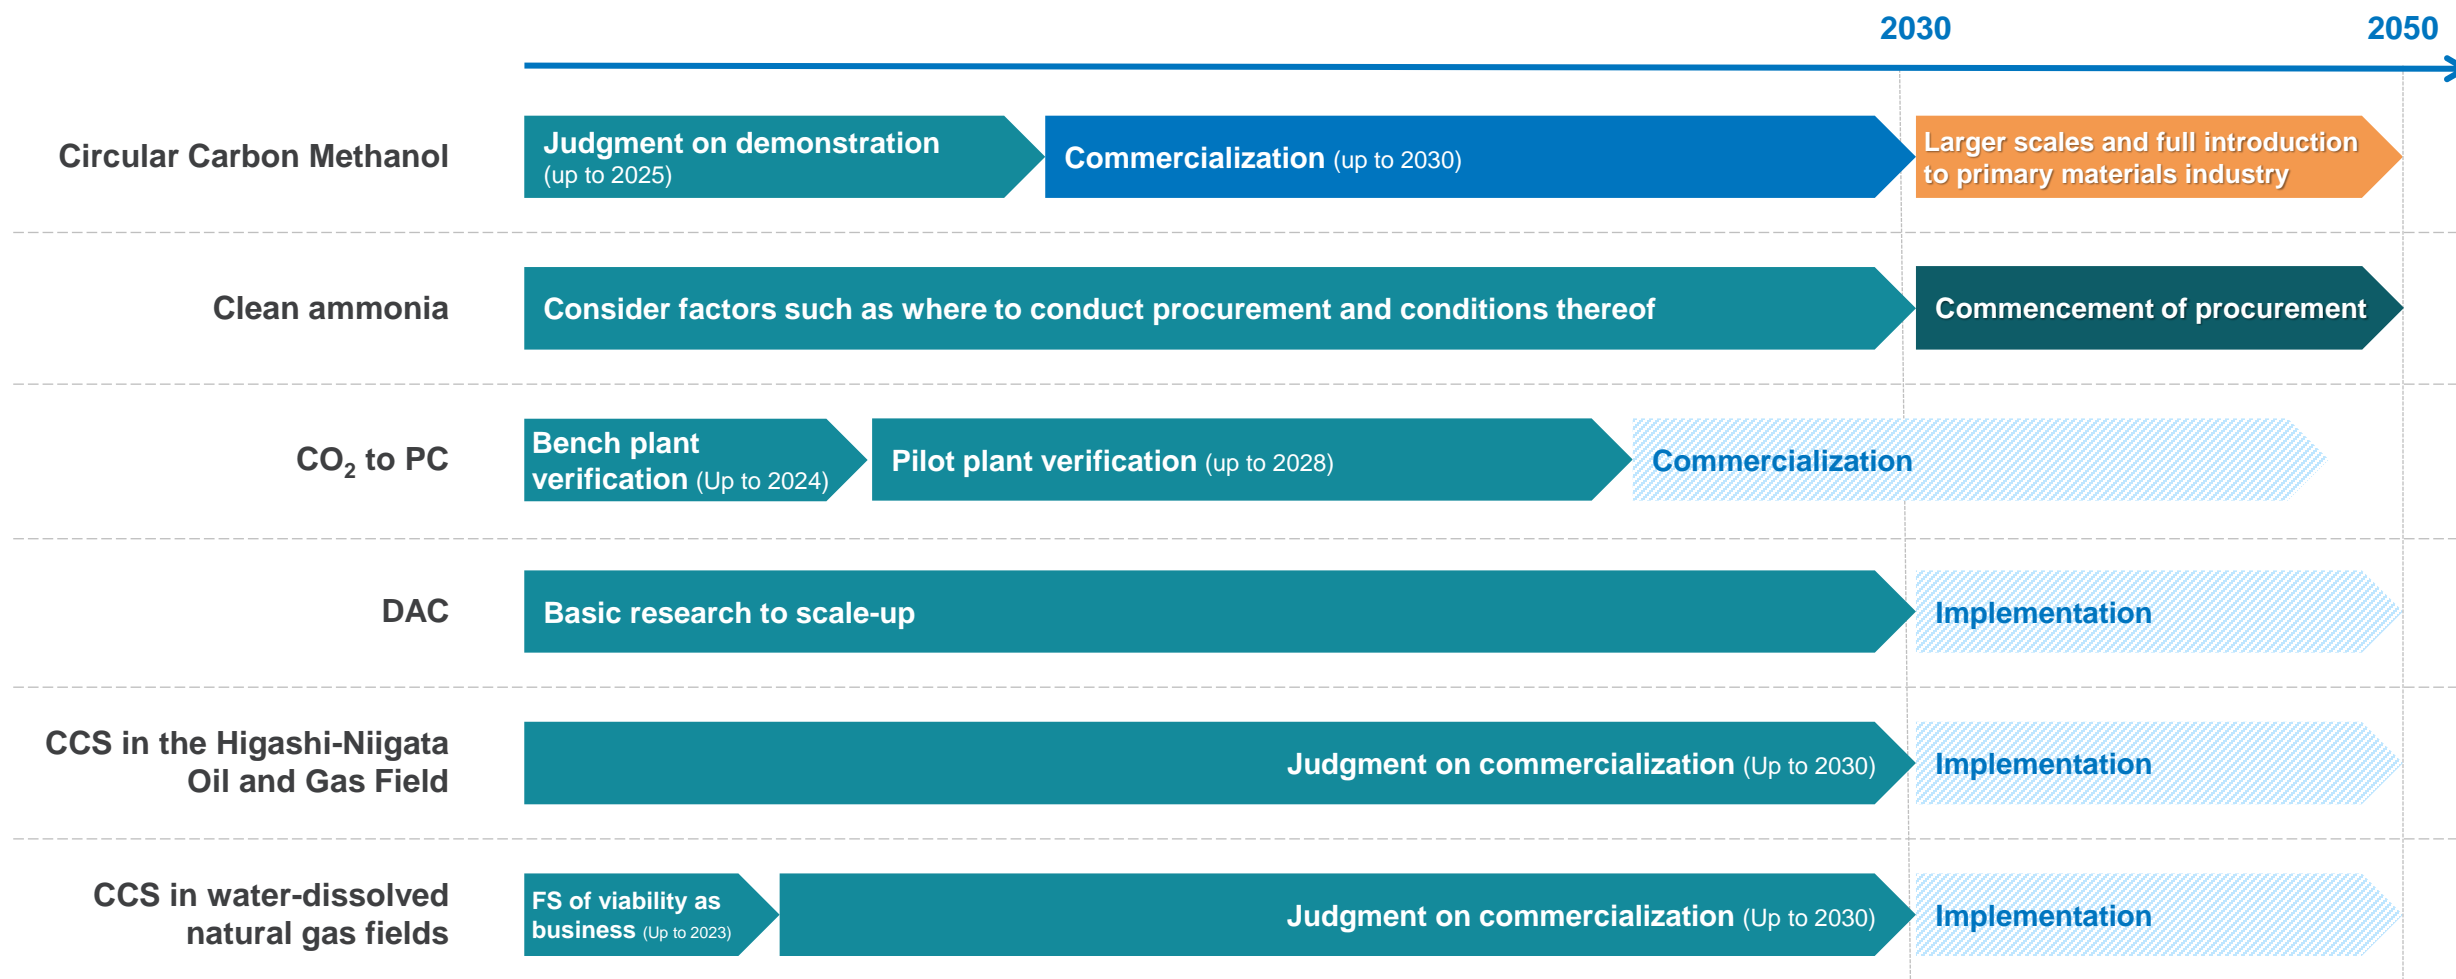 2030
2050
Circular Carbon Methanol
Judgment on demonstration
(up to 2025)
Commercialization (up to 2030)
Larger scales and full introduction
to primary materials industry
Clean ammonia
Consider factors such as where to conduct procurement and conditions thereof
Commencement of procurement
CO₂ to PC
Bench plant
verification (Up to 2024)
Pilot plant verification (up to 2028)
Commercialization
DAC
Basic research to scale-up
Implementation
CCS in the Higashi-Niigata
Oil and Gas Field
Judgment on commercialization (Up to 2030)
Implementation
CCS in water-dissolved
natural gas fields
FS of viability as
business (Up to 2023)
Judgment on commercialization (Up to 2030)
Implementation